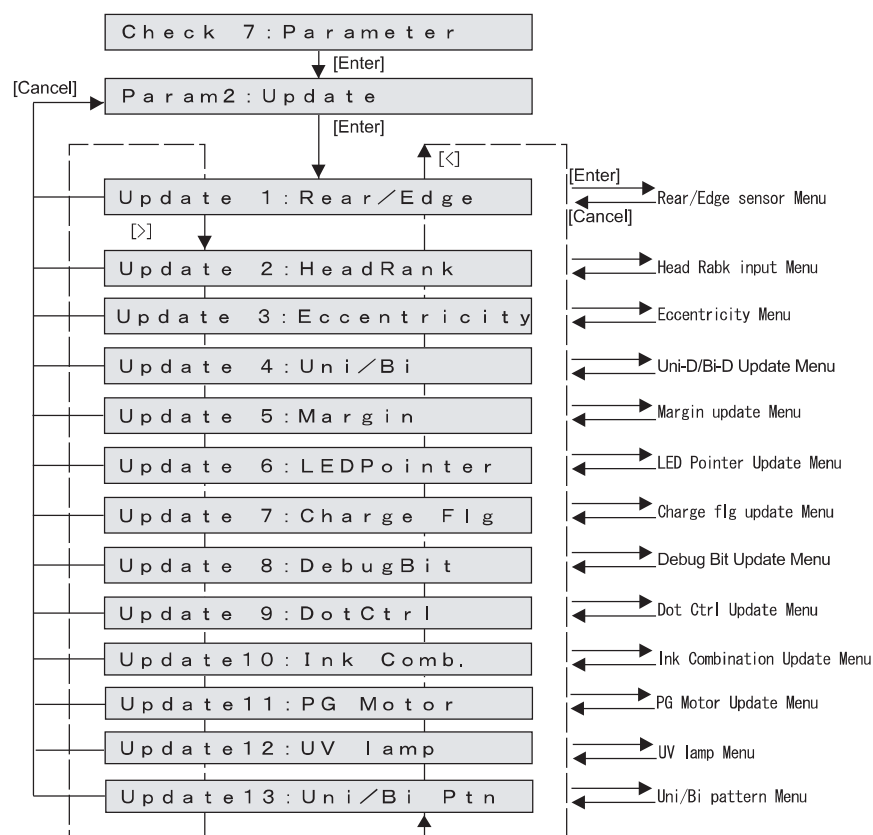 Check 7:Parameter
[Enter]
[Cancel]
Param2:Update
[Enter]
[<]
Update 1:Rear/Edge
[Enter]
[Cancel]
Rear/Edge sensor Menu
[>]
Update 2:HeadRank
Head Rabk input Menu
Update 3:Eccentricity
Eccentricity Menu
Update 4:Uni/Bi
Uni-D/Bi-D Update Menu
Update 5:Margin
Margin update Menu
Update 6:LEDPointer
LED Pointer Update Menu
Update 7:Charge Flg
Charge flg update Menu
Update 8:DebugBit
Debug Bit Update Menu
Update 9:DotCtrl
Dot Ctrl Update Menu
Update10:Ink Comb.
Ink Combination Update Menu
Update11:PG Motor
PG Motor Update Menu
Update12:UV lamp
UV lamp Menu
Update13:Uni/Bi Ptn
Uni/Bi pattern Menu